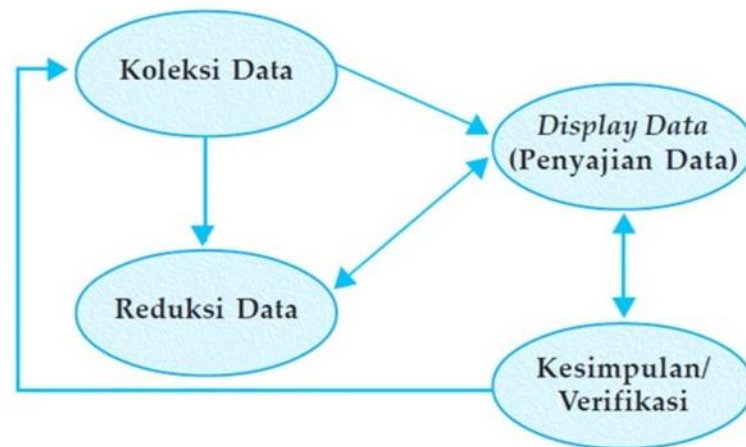 Koleksi Data
Display Data
(Penyajian Data)
Reduksi Data
Kesimpulan/
Verifikasi